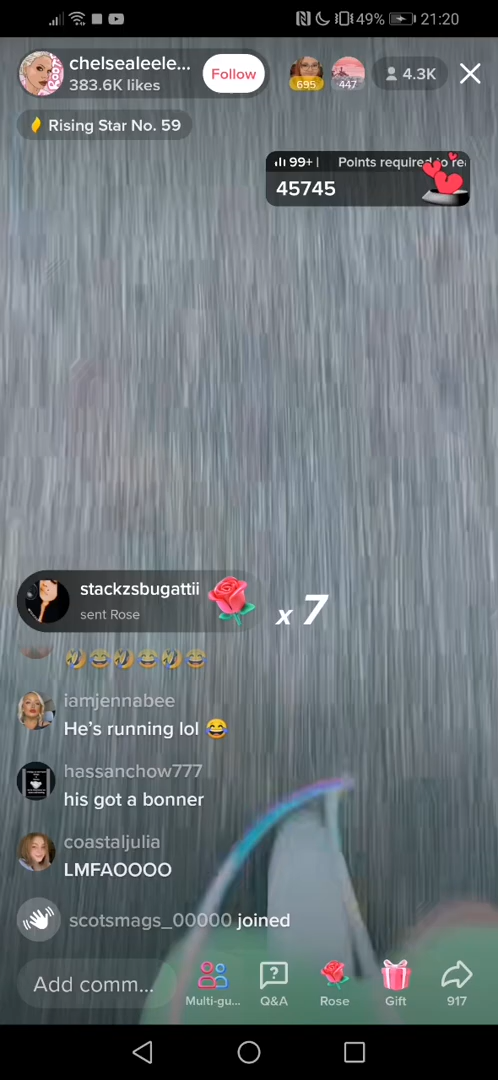 49%
21:20
chelsealeele...
383.6K likes
Follow
695
447
4.3K
Rising Star No. 59
99+ | Points required to re
45745
stackzsbugattii
sent Rose
x 7
iamjennabee
He's running lol 😂
hassanchow777
his got a bonner
coastaljulia
LMFAOOOO
scotsmags_00000 joined
Add comm...
Multi-gu...
Q&A
Rose
Gift
917